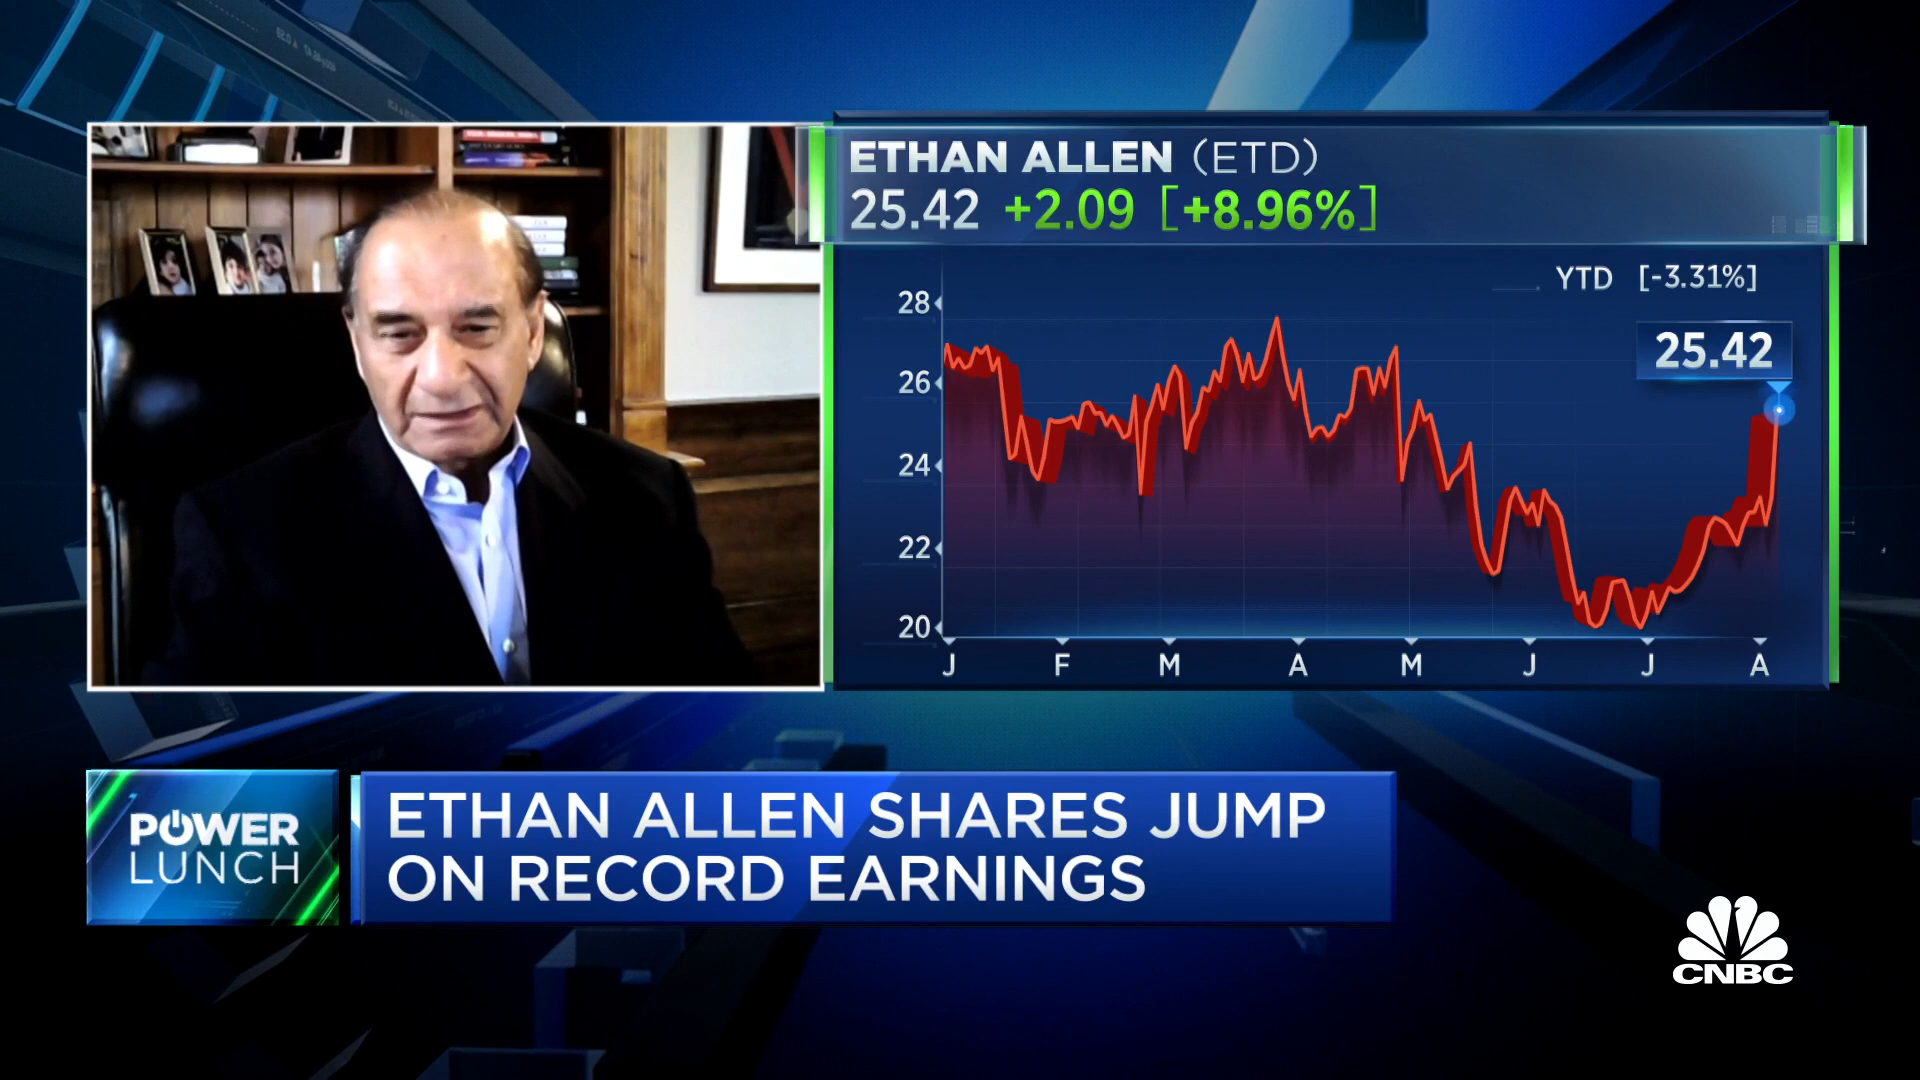 ETHAN ALLEN (ETD)
25.42 +2.09 [+8.96%]
YTD [-3.31%]
25.42
28
26
24
22
20
J F M A M J J A
POWER
LUNCH
ETHAN ALLEN SHARES JUMP
ON RECORD EARNINGS
CNBC